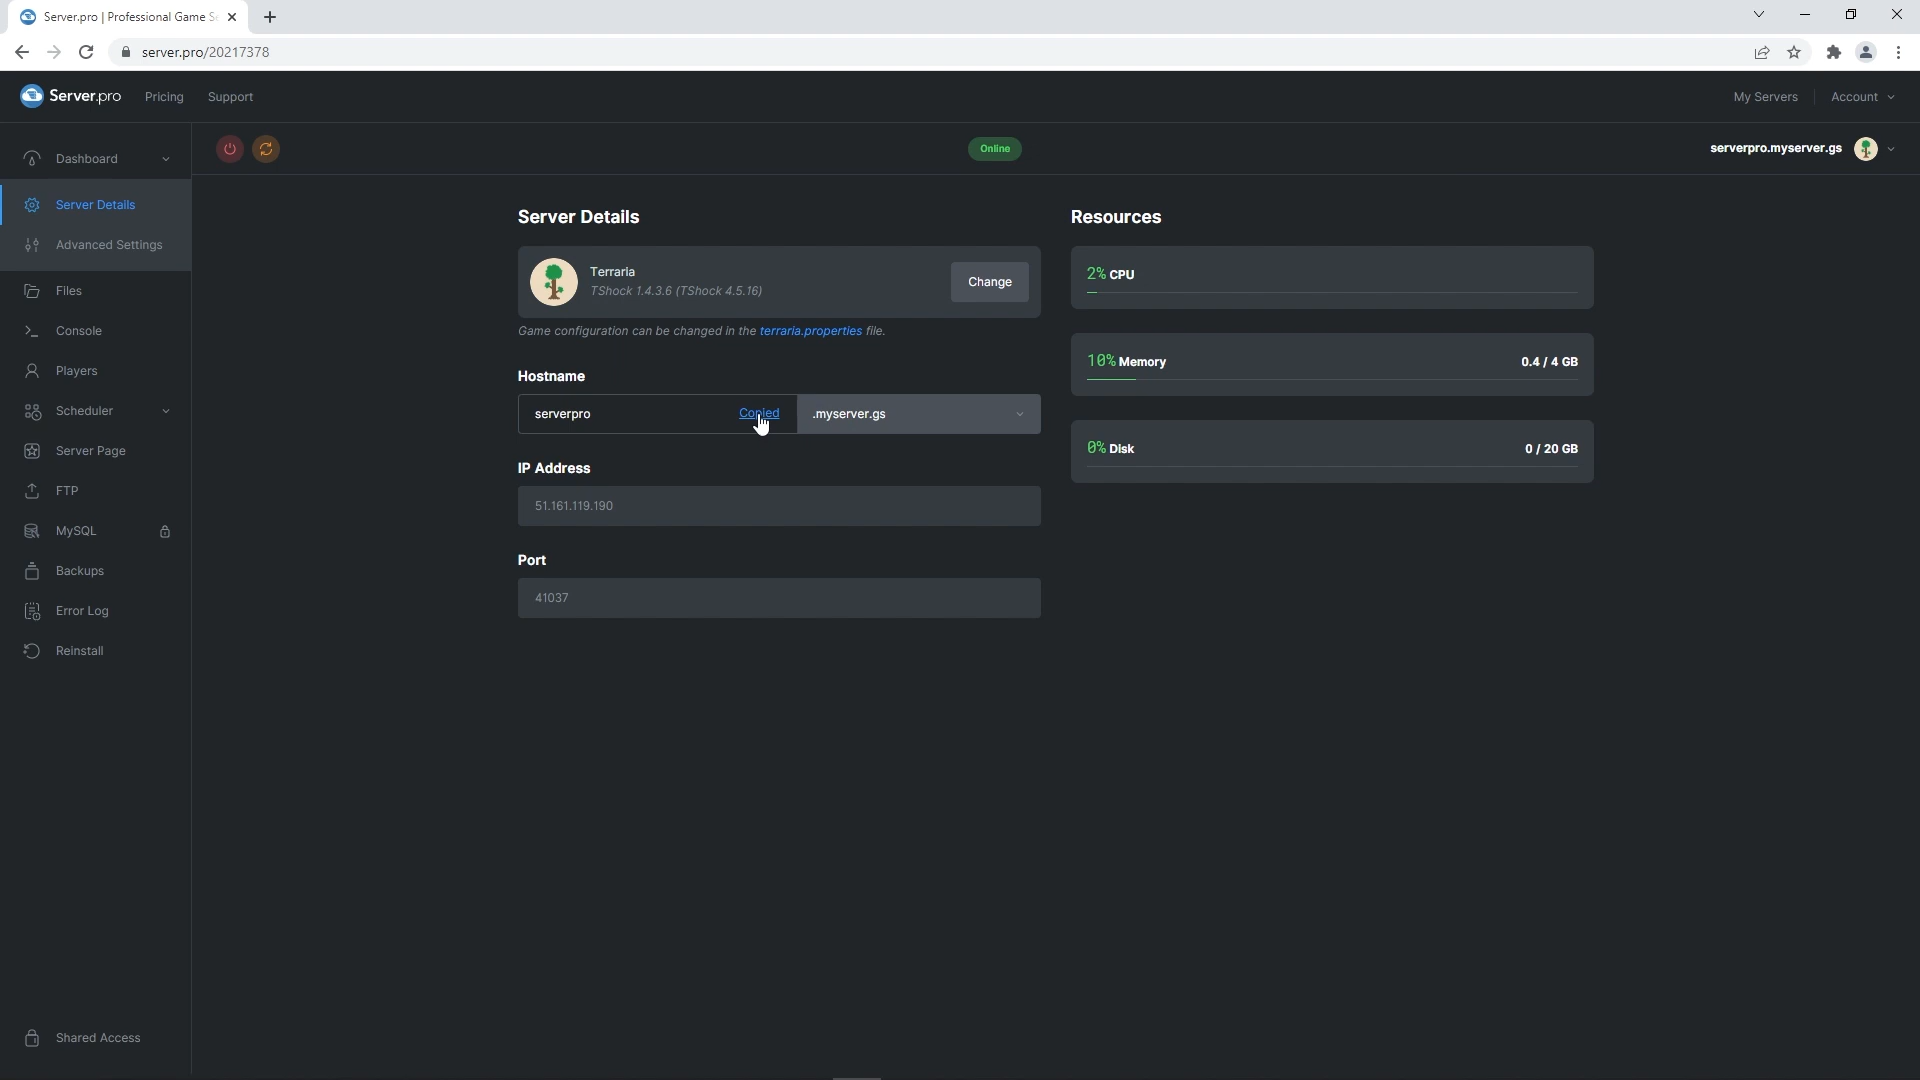 Server.pro | Professional Game S
server.pro/20217378
Server.pro
Pricing
Support
My Servers
Account
Dashboard
Online
serverpro.myserver.gs
Server Details
Advanced Settings
Files
Console
Players
Scheduler
Server Page
FTP
MySQL
Backups
Error Log
Reinstall
Shared Access
Server Details
Terraria
TShock 1.4.3.6 (TShock 4.5.16)
Change
Game configuration can be changed in the terraria.properties file.
Hostname
serverpro
Copied
.myserver.gs
IP Address
51.161.119.190
Port
41037
Resources
2% CPU
10% Memory
0.4 / 4 GB
0% Disk
0 / 20 GB